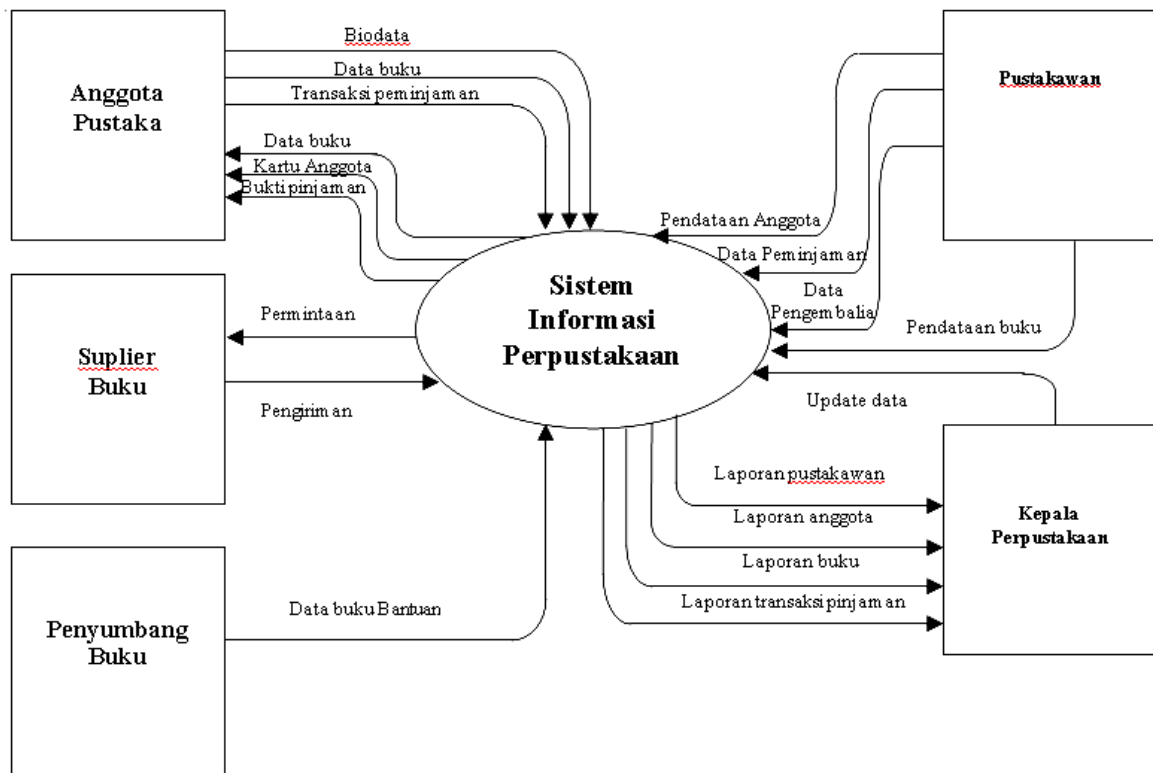 Biodata
Data buku
Transaksi peminjaman
Anggota
Pustaka
Data buku
Kartu Anggota
Bukti pinjaman
Pustakawan
Pendataan Anggota
Data Peminjaman
Data
Pengembalia
Pendataan buku
Sistem
Informasi
Perpustakaan
Permintaan
Suplier
Buku
Pengiriman
Update data
Laporan pustakawan
Laporan anggota
Laporan buku
Laporan transaksi pinjaman
Kepala
Perpustakaan
Data buku Bantuan
Penyumbang
Buku